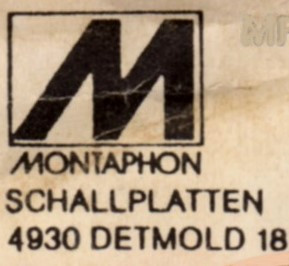 M
MONTAPHON
SCHALLPLATTEN
4930 DETMOLD 18